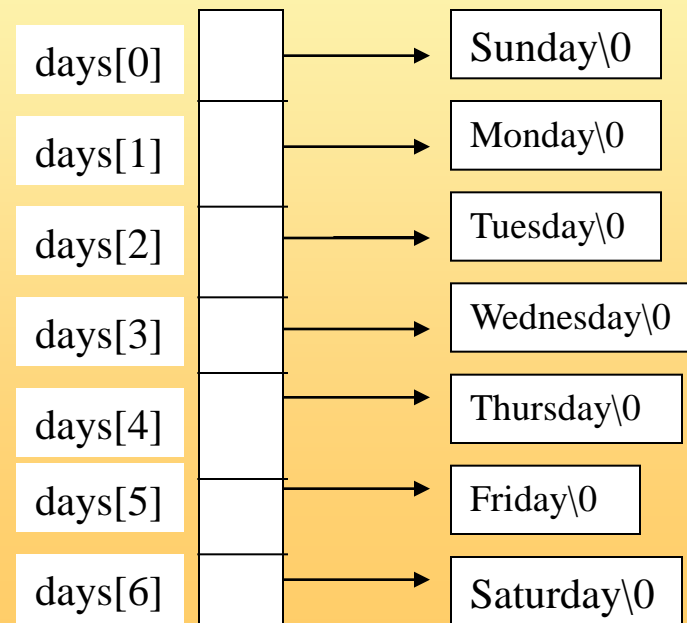 days[0] Sunday\0
days[1] Monday\0
days[2] Tuesday\0
days[3] Wednesday\0
days[4] Thursday\0
days[5] Friday\0
days[6] Saturday\0